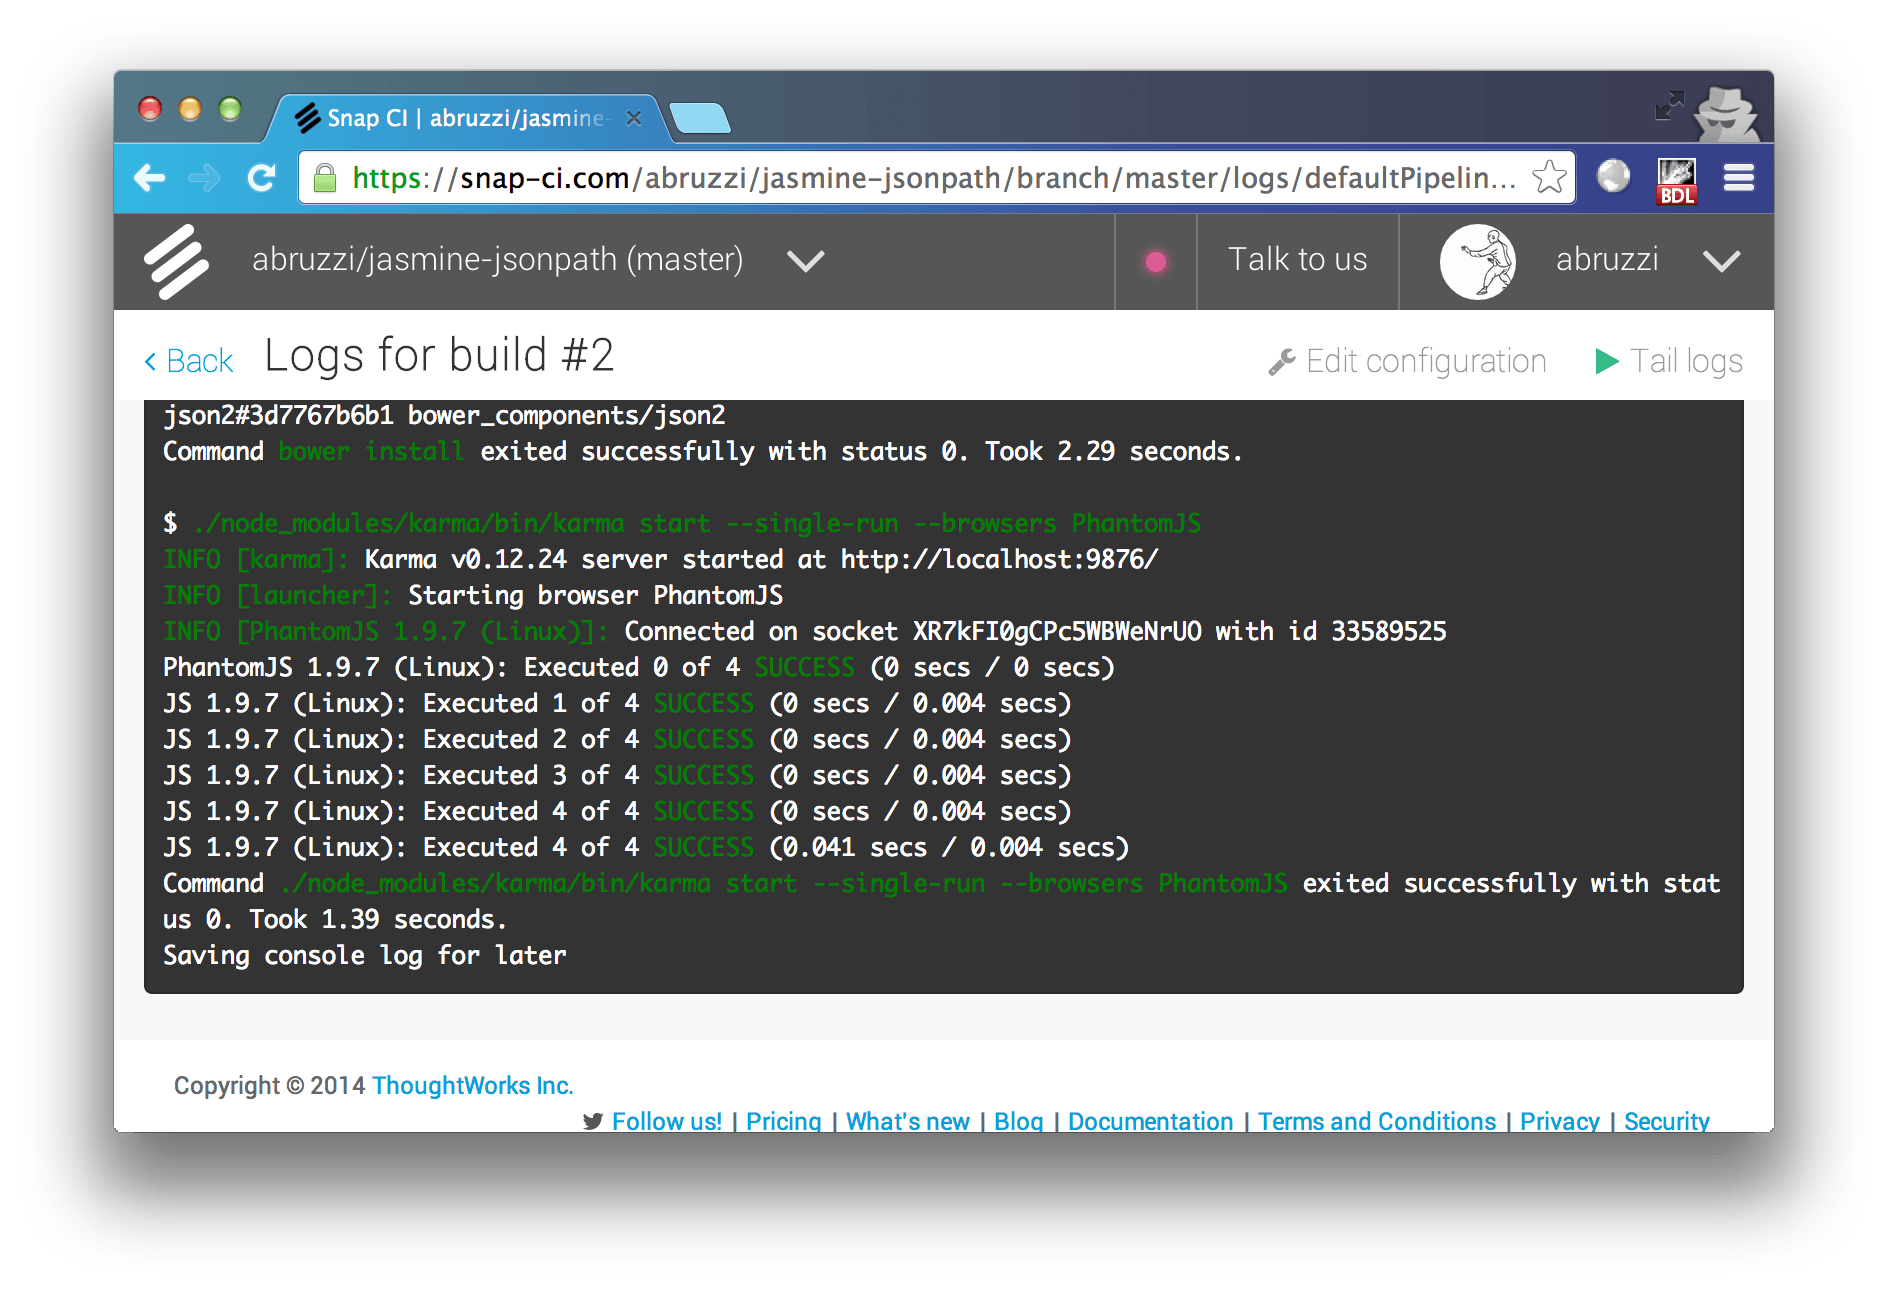 Snap CI | abruzzi/jasmine-
https://snap-ci.com/abruzzi/jasmine-jsonpath/branch/master/logs/defaultPipelin...
BDL
abruzzi/jasmine-jsonpath (master)
Talk to us
abruzzi
Back
Logs for build #2
Edit configuration
Tail logs
json2#3d7767b6b1 bower_components/json2
Command bower install exited successfully with status 0. Took 2.29 seconds.
$ ./node_modules/karma/bin/karma start --single-run --browsers PhantomJS
INFO [karma]: Karma v0.12.24 server started at http://localhost:9876/
INFO [launcher]: Starting browser PhantomJS
INFO [PhantomJS 1.9.7 (Linux)]: Connected on socket XR7kFI0gCPc5WBWeNrUO with id 33589525
PhantomJS 1.9.7 (Linux): Executed 0 of 4 SUCCESS (0 secs / 0 secs)
JS 1.9.7 (Linux): Executed 1 of 4 SUCCESS (0 secs / 0.004 secs)
JS 1.9.7 (Linux): Executed 2 of 4 SUCCESS (0 secs / 0.004 secs)
JS 1.9.7 (Linux): Executed 3 of 4 SUCCESS (0 secs / 0.004 secs)
JS 1.9.7 (Linux): Executed 4 of 4 SUCCESS (0 secs / 0.004 secs)
JS 1.9.7 (Linux): Executed 4 of 4 SUCCESS (0.041 secs / 0.004 secs)
Command ./node_modules/karma/bin/karma start --single-run --browsers PhantomJS exited successfully with stat
us 0. Took 1.39 seconds.
Saving console log for later
Copyright © 2014 ThoughtWorks Inc.
Follow us! | Pricing | What's new | Blog | Documentation | Terms and Conditions | Privacy | Security